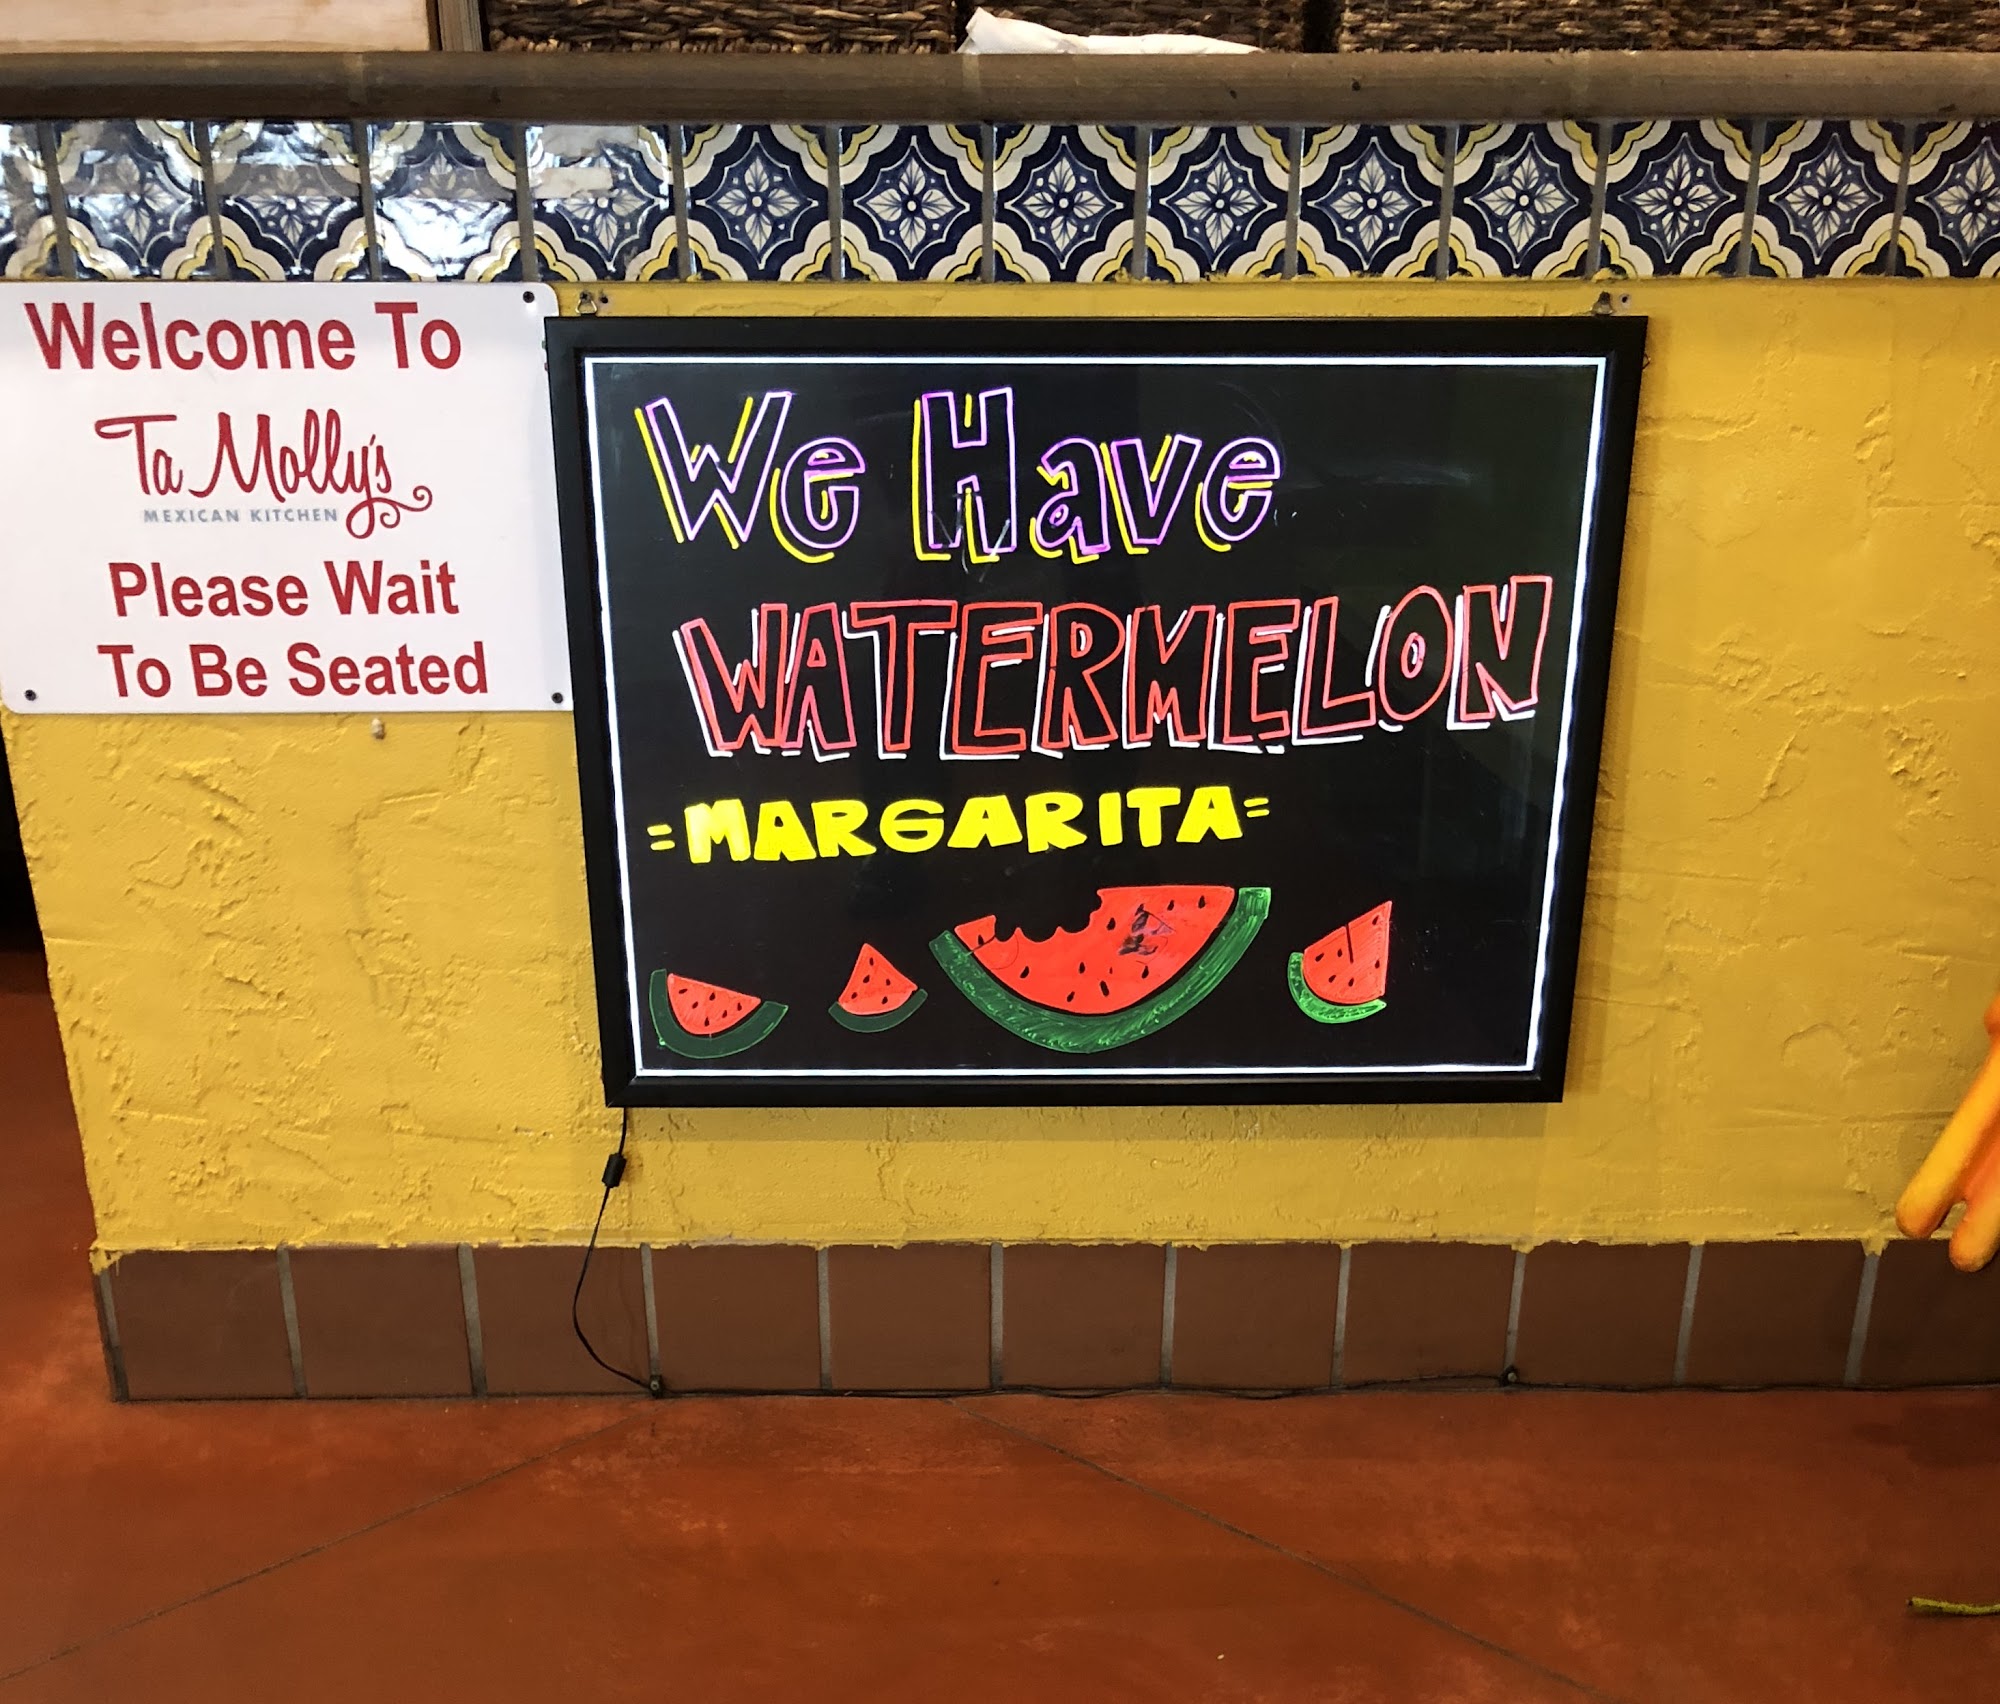 Welcome To
Ta Molly's
MEXICAN KITCHEN
Please Wait
To Be Seated
We Have
WATERMELON
=MARGARITA=